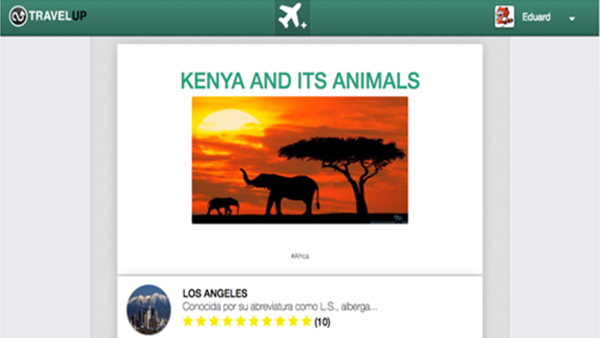 TRAVELUP
Eduard
KENYA AND ITS ANIMALS
#Africa
LOS ANGELES
Conocida por su abreviatura como L.S., alberga...
(10)